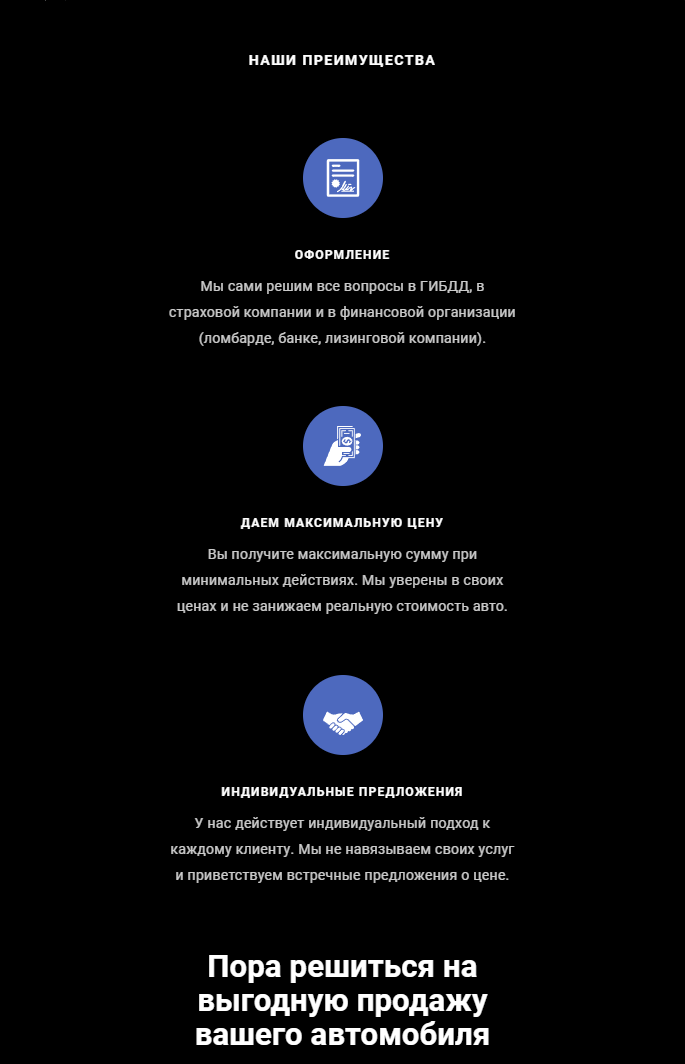 НАШИ ПРЕИМУЩЕСТВА
ОФОРМЛЕНИЕ
Мы сами решим все вопросы в ГИБДД, в
страховой компании и в финансовой организации
(ломбарде, банке, лизинговой компании).
ДАЕМ МАКСИМАЛЬНУЮ ЦЕНУ
Вы получите максимальную сумму при
минимальных действиях. Мы уверены в своих
ценах и не занижаем реальную стоимость авто.
ИНДИВИДУАЛЬНЫЕ ПРЕДЛОЖЕНИЯ
У нас действует индивидуальный подход к
каждому клиенту. Мы не навязываем своих услуг
и приветствуем встречные предложения о цене.
Пора решиться на
выгодную продажу
вашего автомобиля